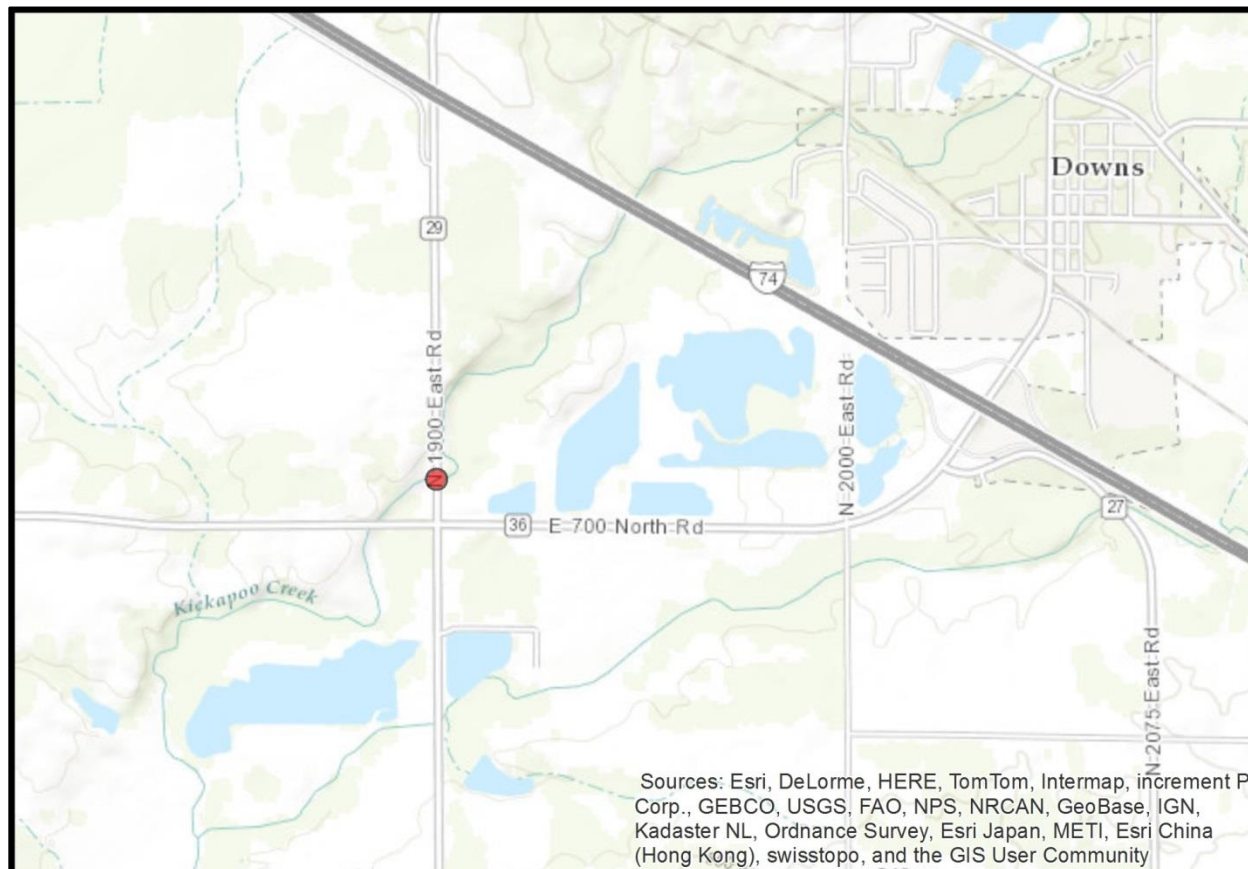 Downs
29
74
N 1900 East Rd
N 2000 East Rd
36
E 700 North Rd
27
Kickapoo Creek
N 2075 East Rd
Sources: Esri, DeLorme, HERE, TomTom, Intermap, increment P
Corp., GEBCO, USGS, FAO, NPS, NRCAN, GeoBase, IGN,
Kadaster NL, Ordnance Survey, Esri Japan, METI, Esri China
(Hong Kong), swisstopo, and the GIS User Community